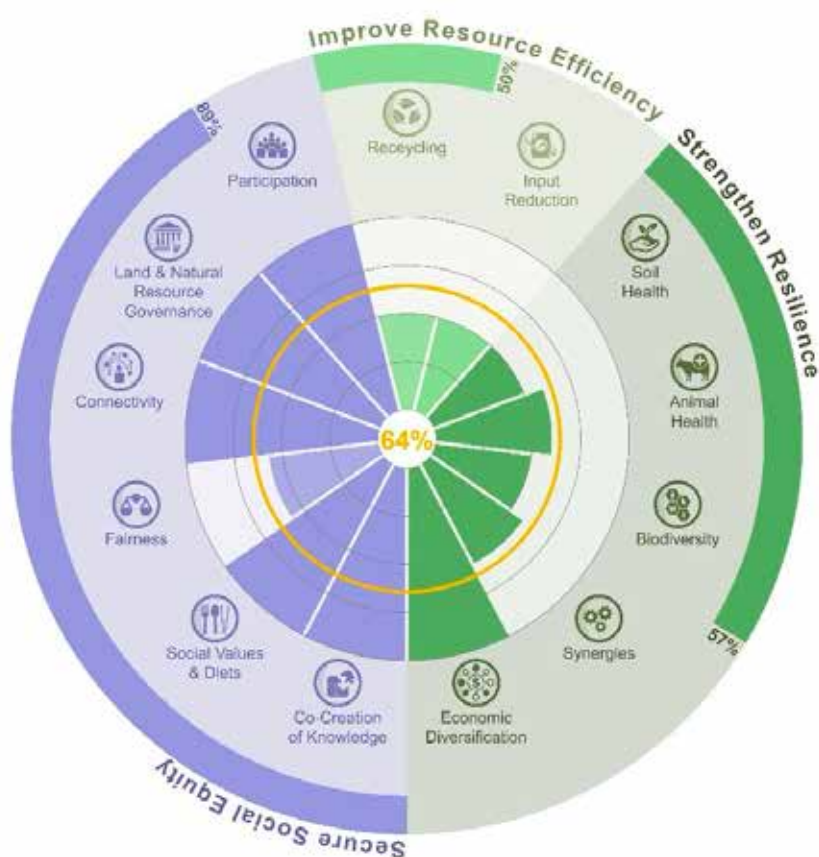 Improve Resource Efficiency
50%
Receycling
Input
Reduction
Strengthen Resilience
57%
Soil
Health
Animal
Health
Biodiversity
Synergies
Economic
Diversification
Secure Social Equity
89%
Co-Creation
of Knowledge
Social Values
& Diets
Fairness
Connectivity
Land & Natural
Resource
Governance
Participation
64%